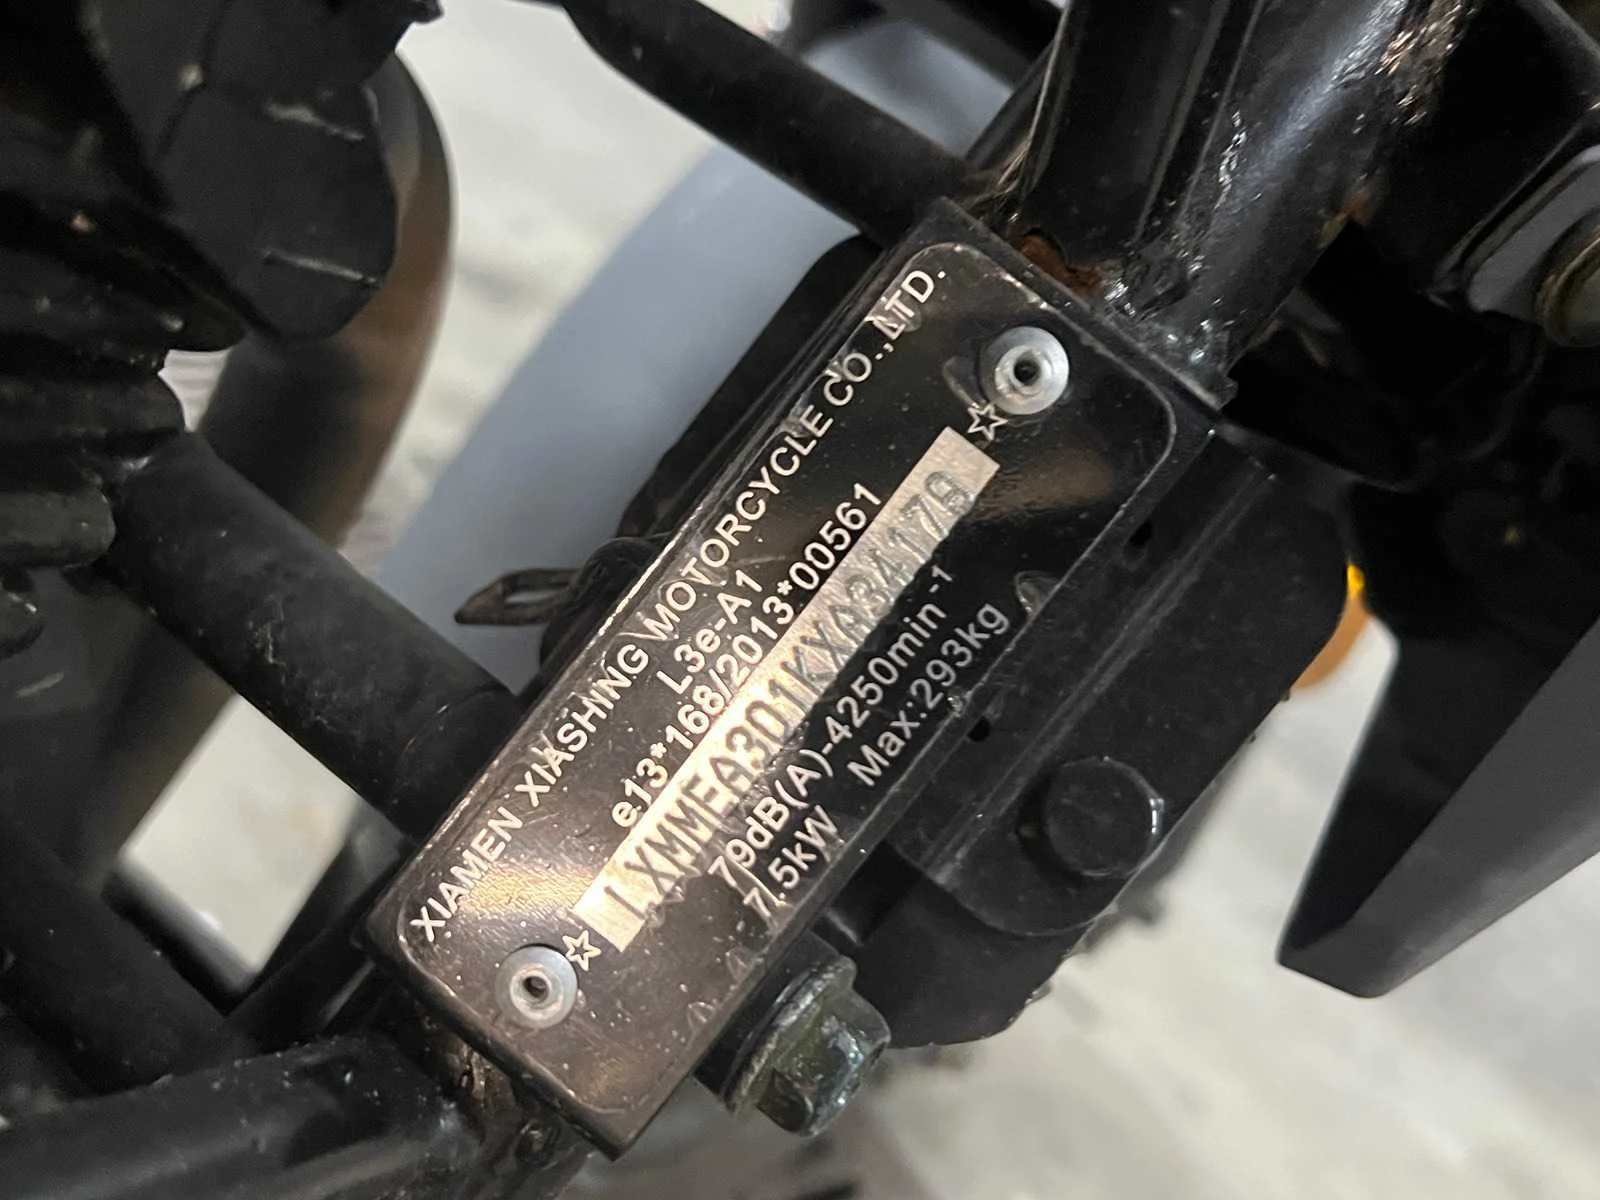 XIAMEN XIASHING MOTORCYCLE CO.,LTD.
L3e-A1
e13*168/2013*00561
79dB(A)-4250min-1
7.5kW Max:293kg